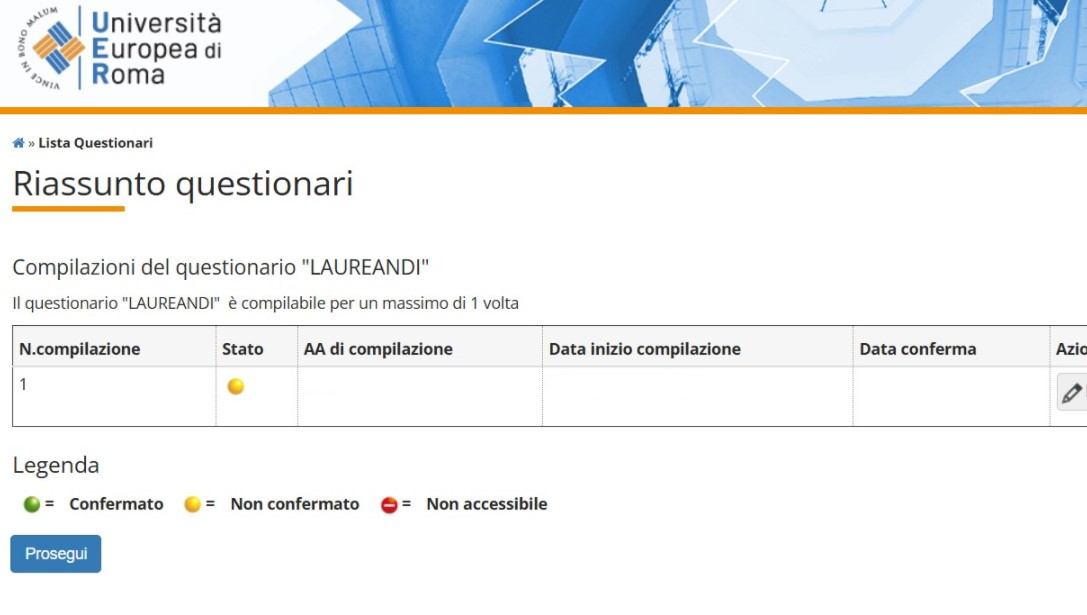 VINCE IN BONO MALUM
Università
Europea di
Roma
» Lista Questionari
Riassunto questionari
Compilazioni del questionario "LAUREANDI"
Il questionario "LAUREANDI" è compilabile per un massimo di 1 volta
N.compilazione Stato AA di compilazione Data inizio compilazione Data conferma Azio
1
Legenda
= Confermato = Non confermato = Non accessibile
Prosegui